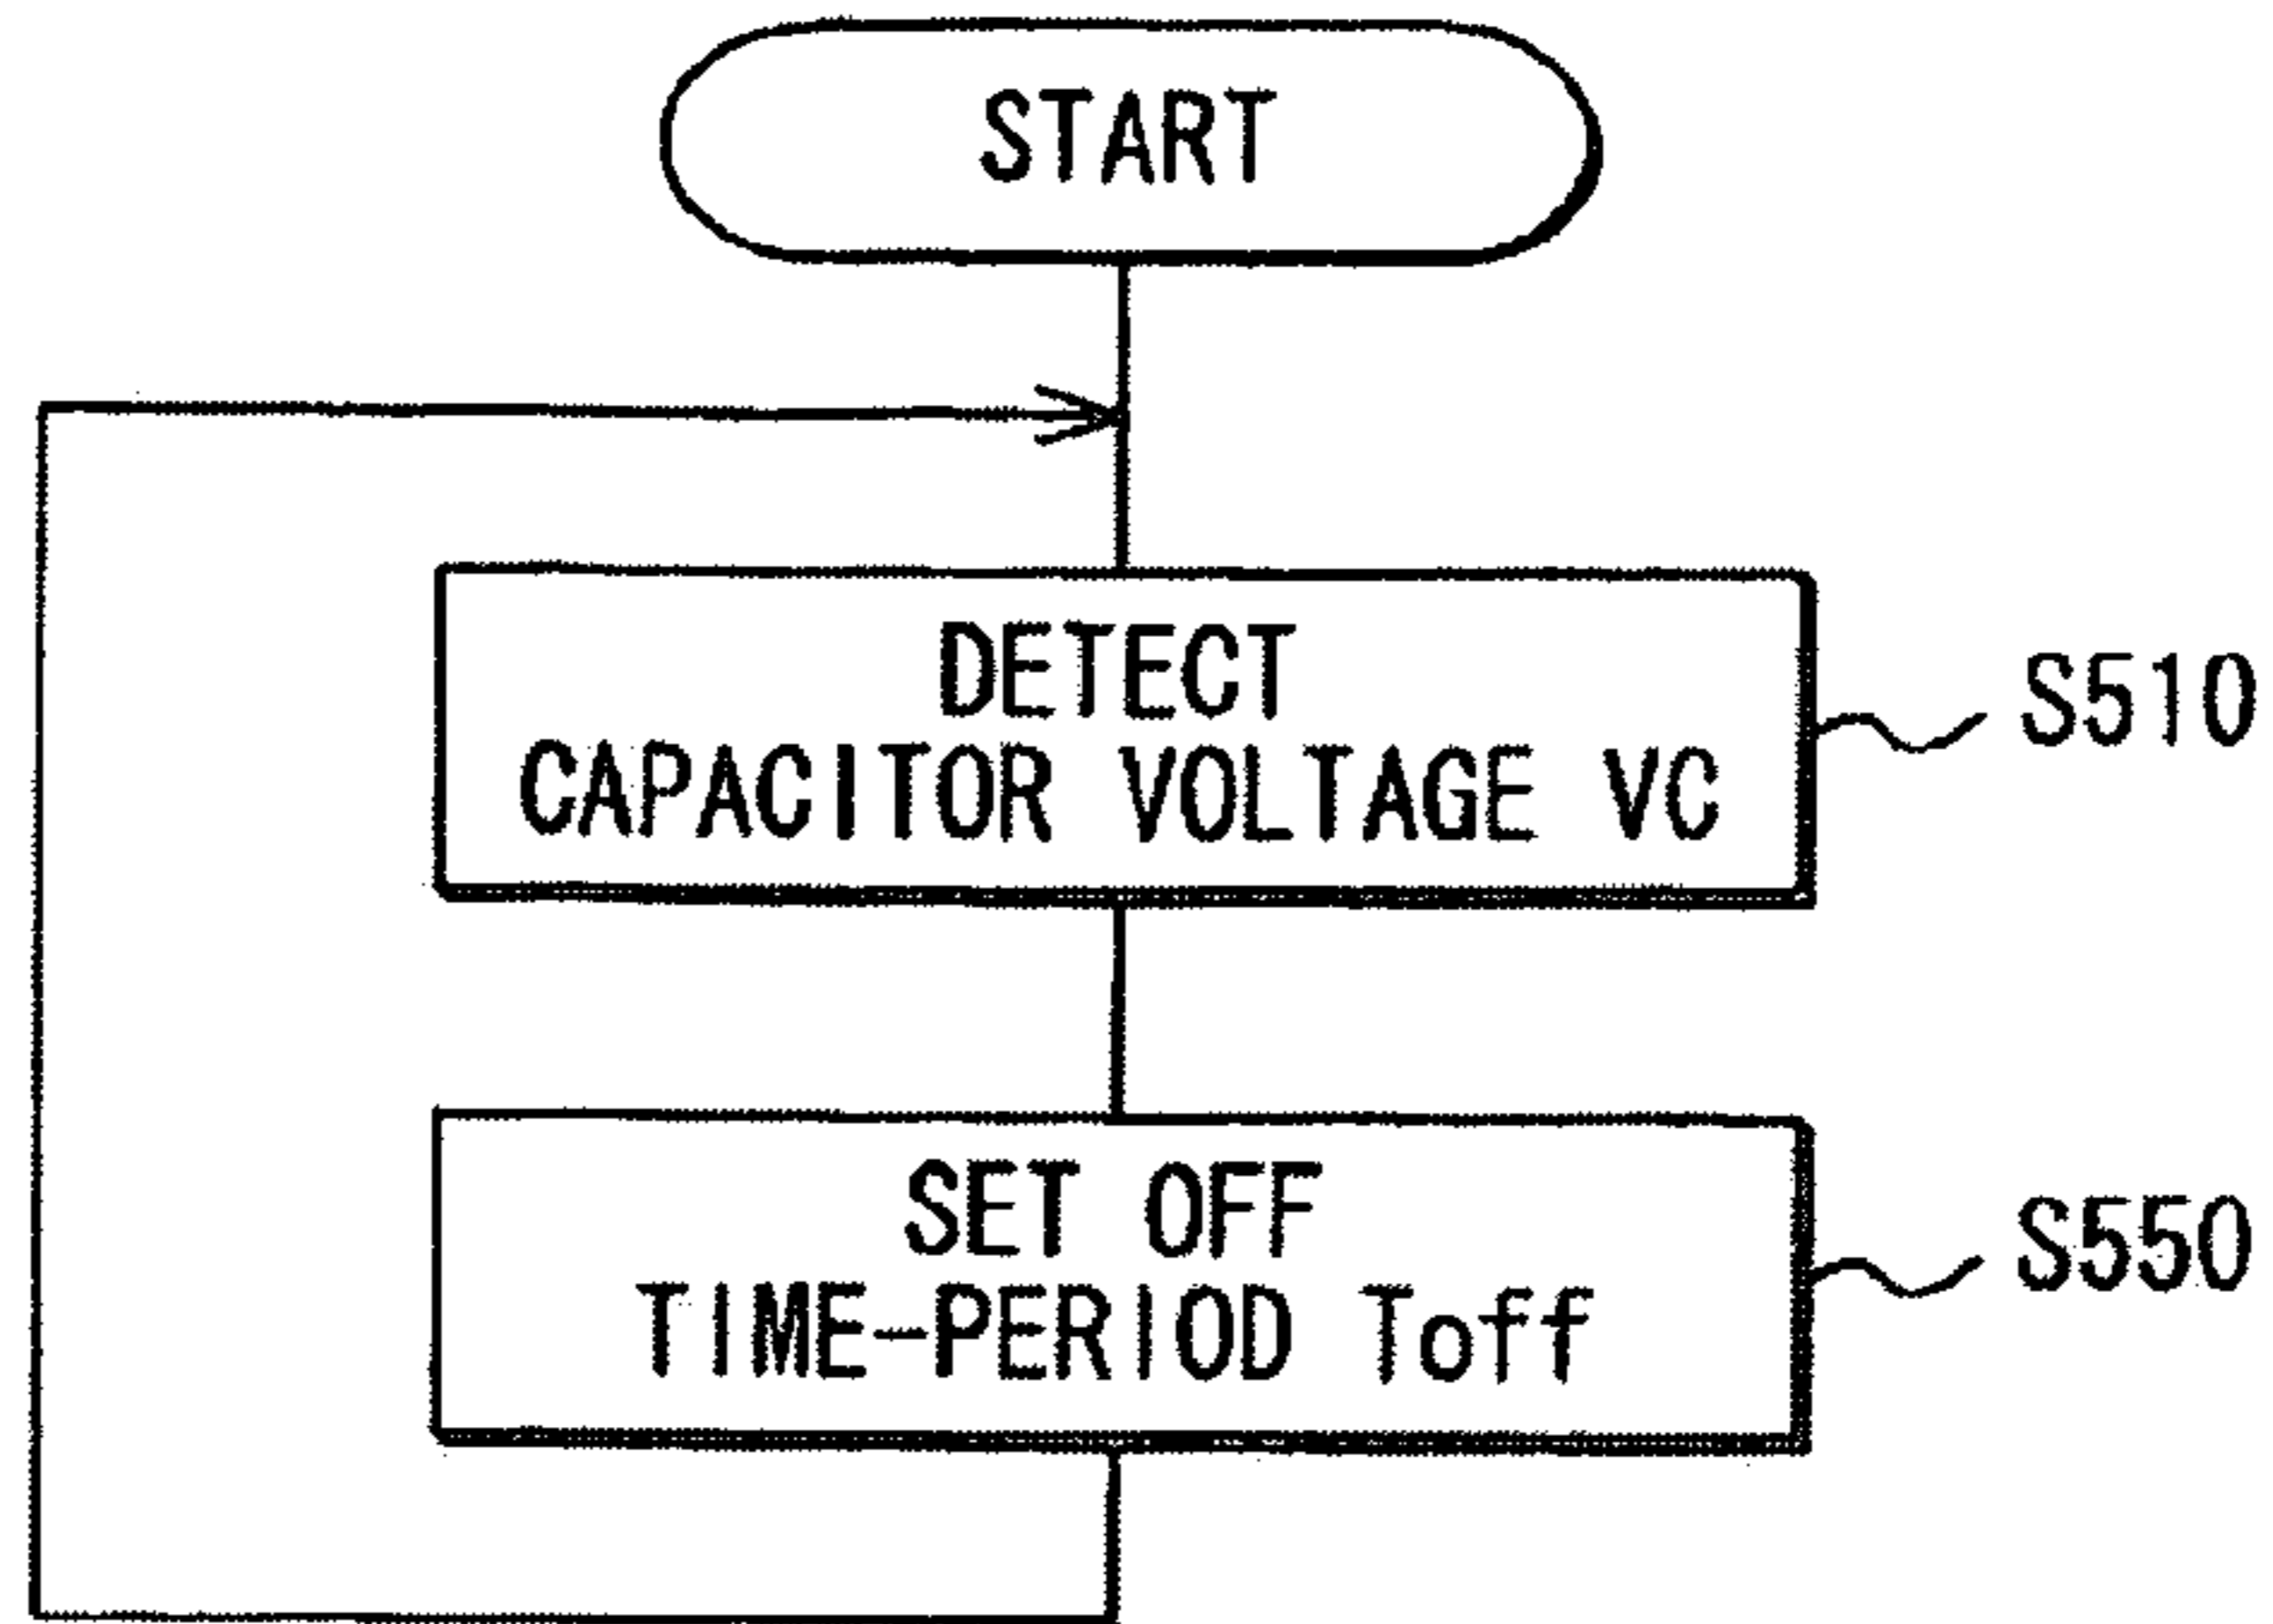 START
DETECT
CAPACITOR VOLTAGE VC
S510
SET OFF
TIME-PERIOD Toff
S550